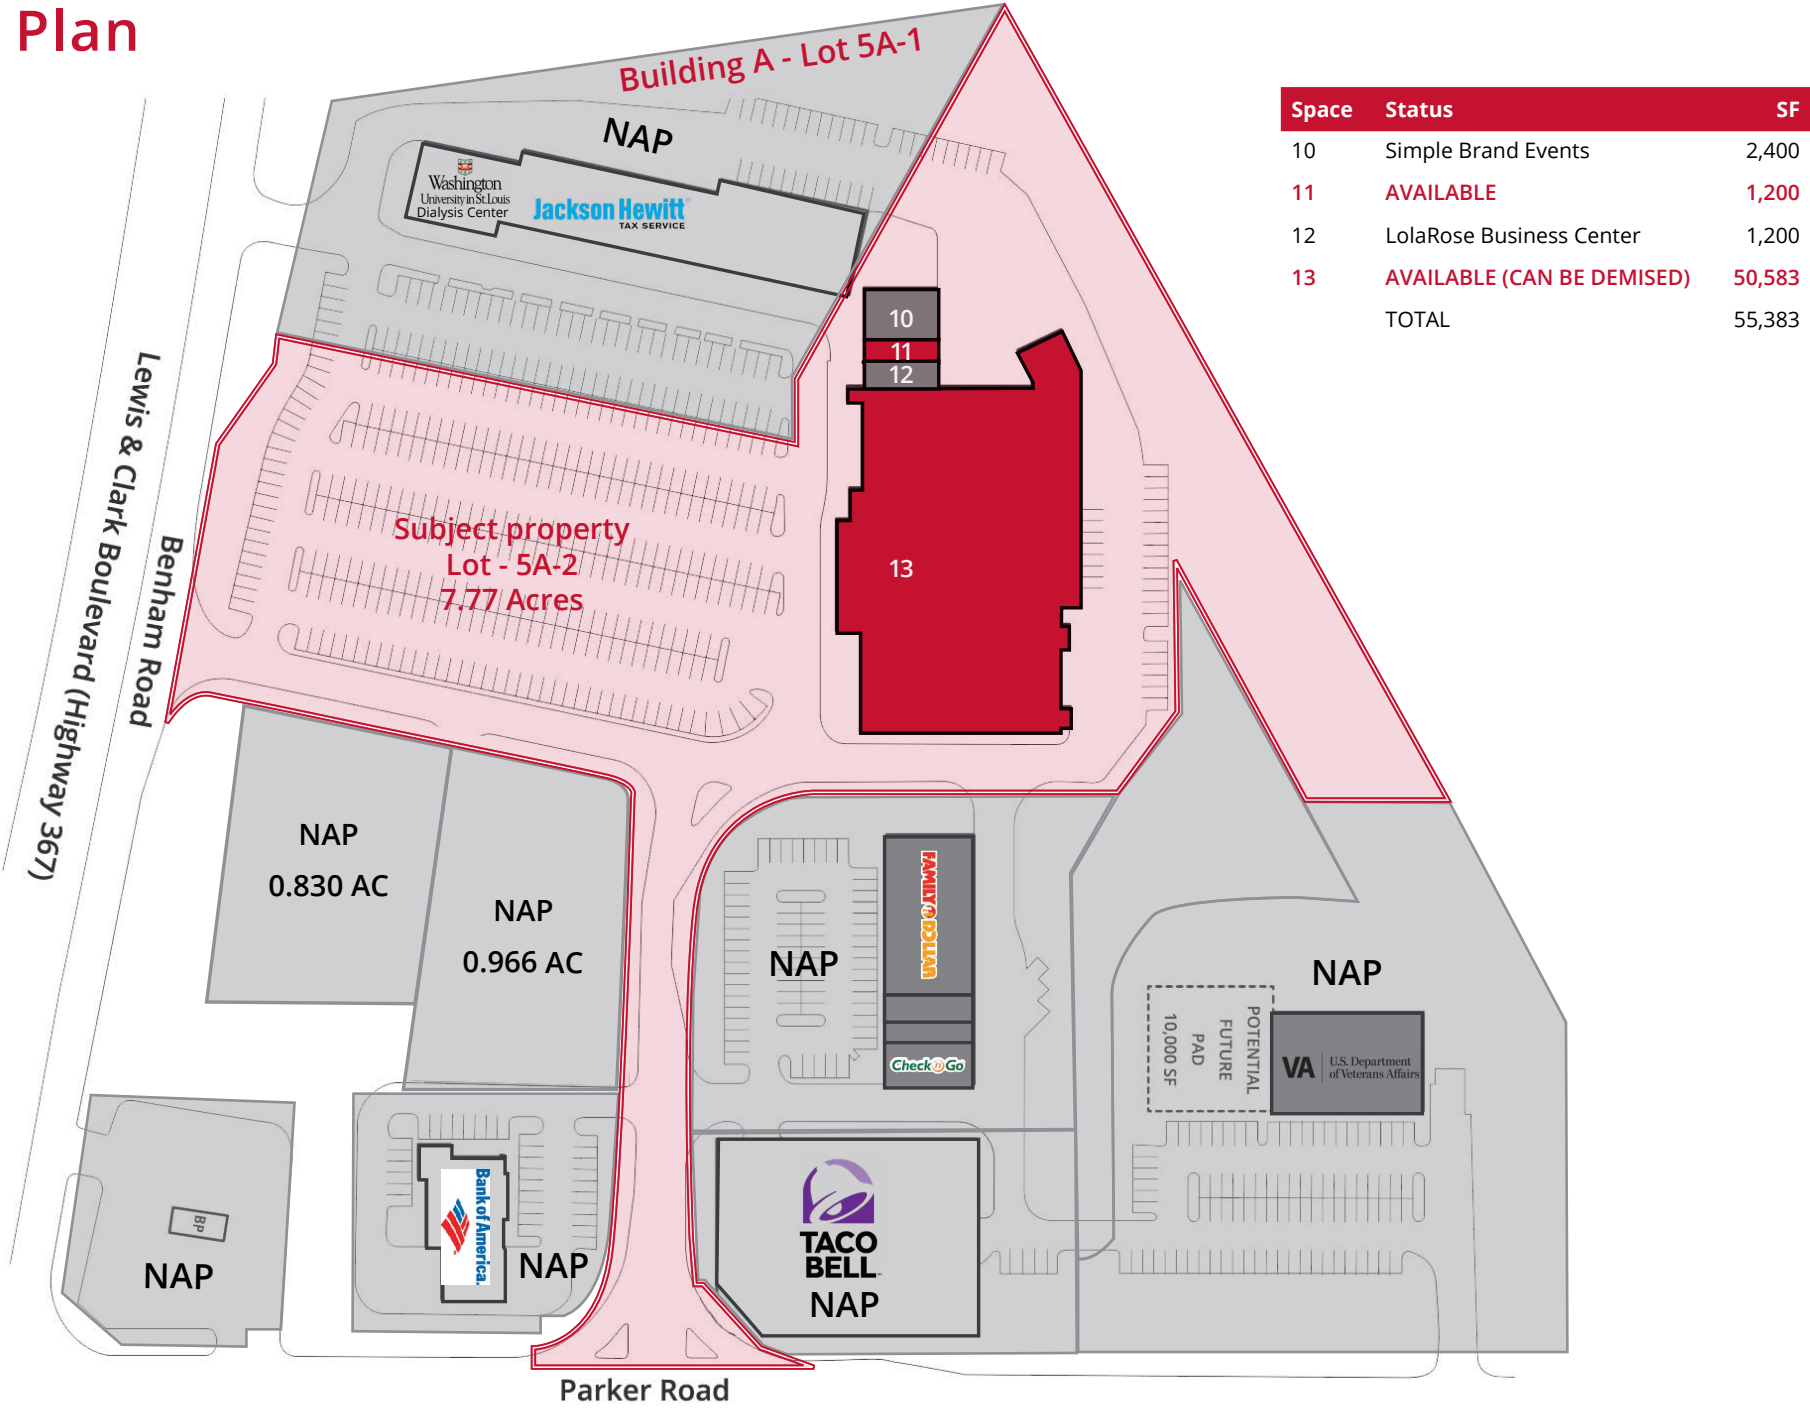 Plan
Building A - Lot 5A-1
NAP
Washington
University in St. Louis
Dialysis Center
Jackson Hewitt
TAX SERVICE
Space Status SF
10 Simple Brand Events 2,400
11 AVAILABLE 1,200
12 LolaRose Business Center 1,200
13 AVAILABLE (CAN BE DEMISED) 50,583
TOTAL 55,383
10
11
12
13
Subject property
Lot - 5A-2
7.77 Acres
Lewis & Clark Boulevard (Highway 367)
Benham Road
NAP
0.830 AC
NAP
0.966 AC
NAP
FAMILY DOLLAR
Check n Go
NAP
POTENTIAL
FUTURE
PAD
10,000 SF
VA
U.S. Department
of Veterans Affairs
BP
NAP
Bank of America
NAP
TACO
BELL
NAP
Parker Road